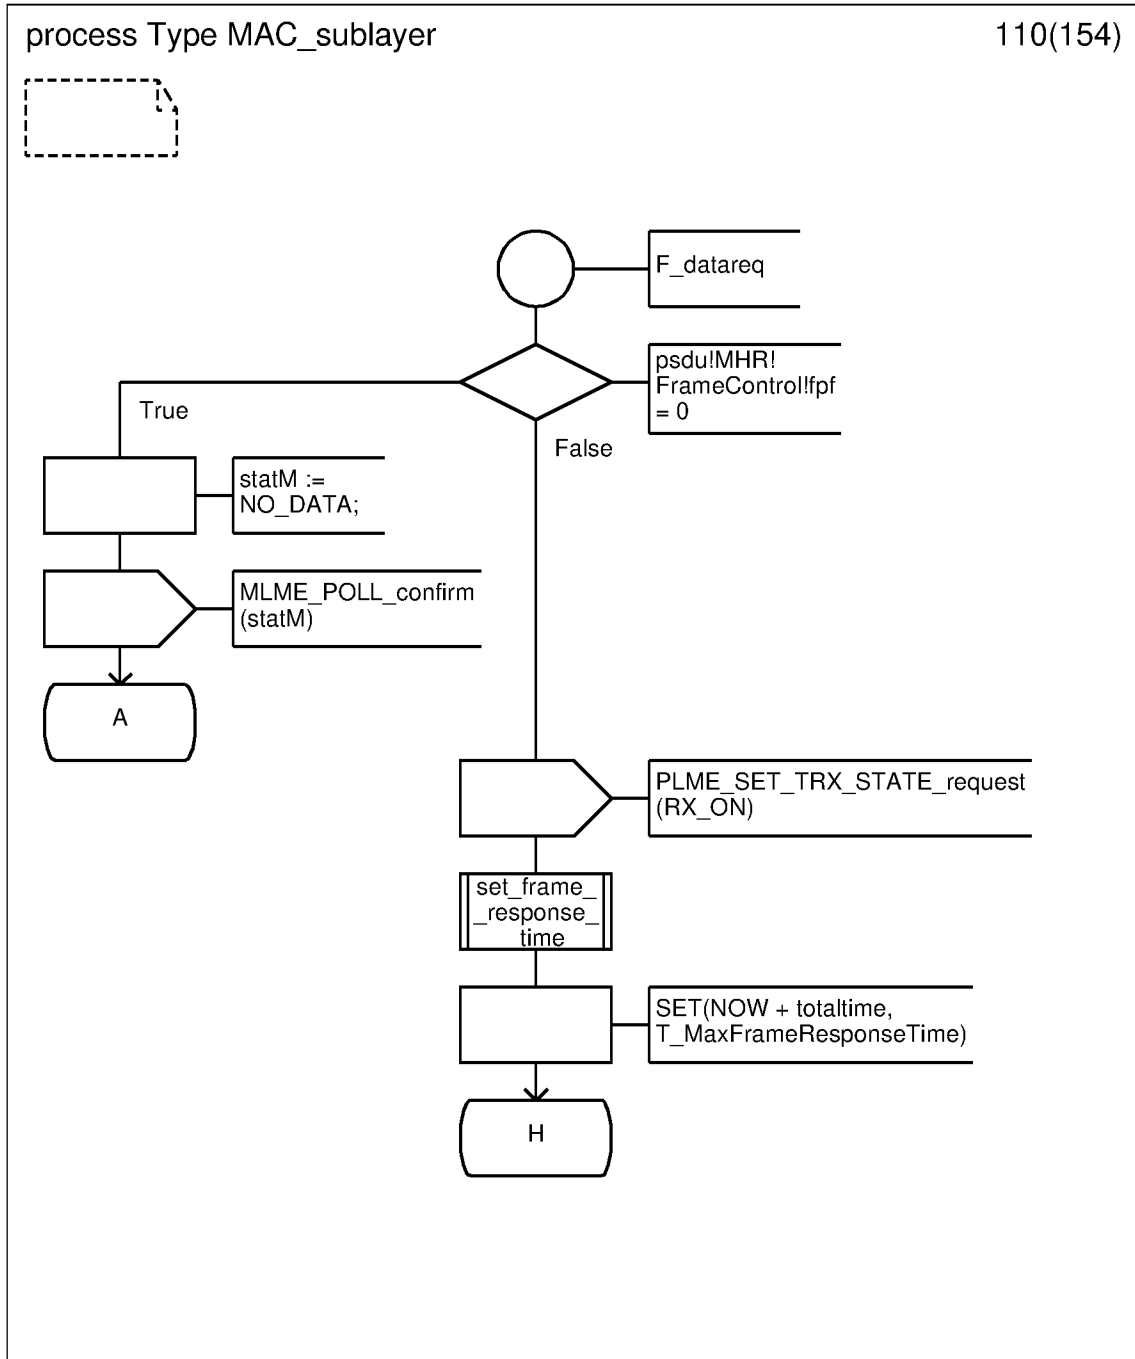 process Type MAC_sublayer
110(154)
F_datareq
psdu!MHR!
FrameControl!fpf
= 0
True
False
statM :=
NO_DATA;
MLME_POLL_confirm
(statM)
A
PLME_SET_TRX_STATE_request
(RX_ON)
set_frame_
_response_
time
SET(NOW + totaltime,
T_MaxFrameResponseTime)
H